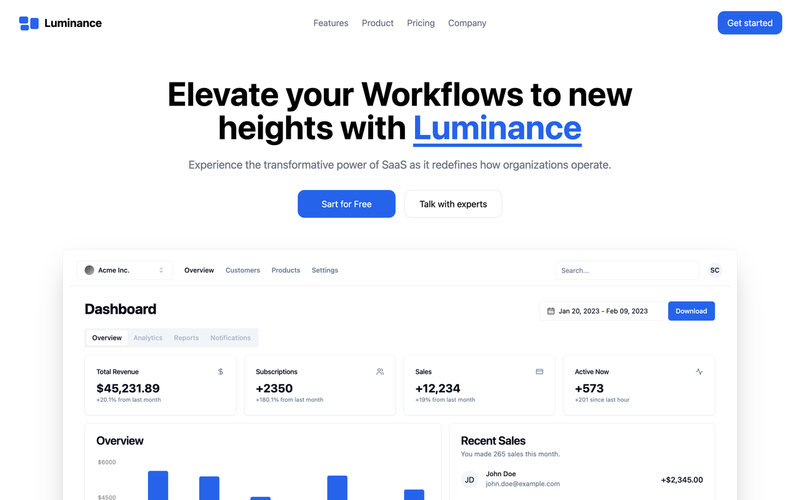 Luminance
Features Product Pricing Company
Get started
Elevate your Workflows to new
heights with Luminance
Experience the transformative power of SaaS as it redefines how organizations operate.
Sart for Free
Talk with experts
Acme Inc.
Overview Customers Products Settings
Search...
SC
Dashboard
Jan 20, 2023 - Feb 09, 2023
Download
Overview Analytics Reports Notifications
Total Revenue
$
$45,231.89
+20.1% from last month
Subscriptions
+2350
+180.1% from last month
Sales
+12,234
+19% from last month
Active Now
+573
+201 since last hour
Overview
$6000
$4500
Recent Sales
You made 265 sales this month.
JD
John Doe
john.doe@example.com
+$2,345.00